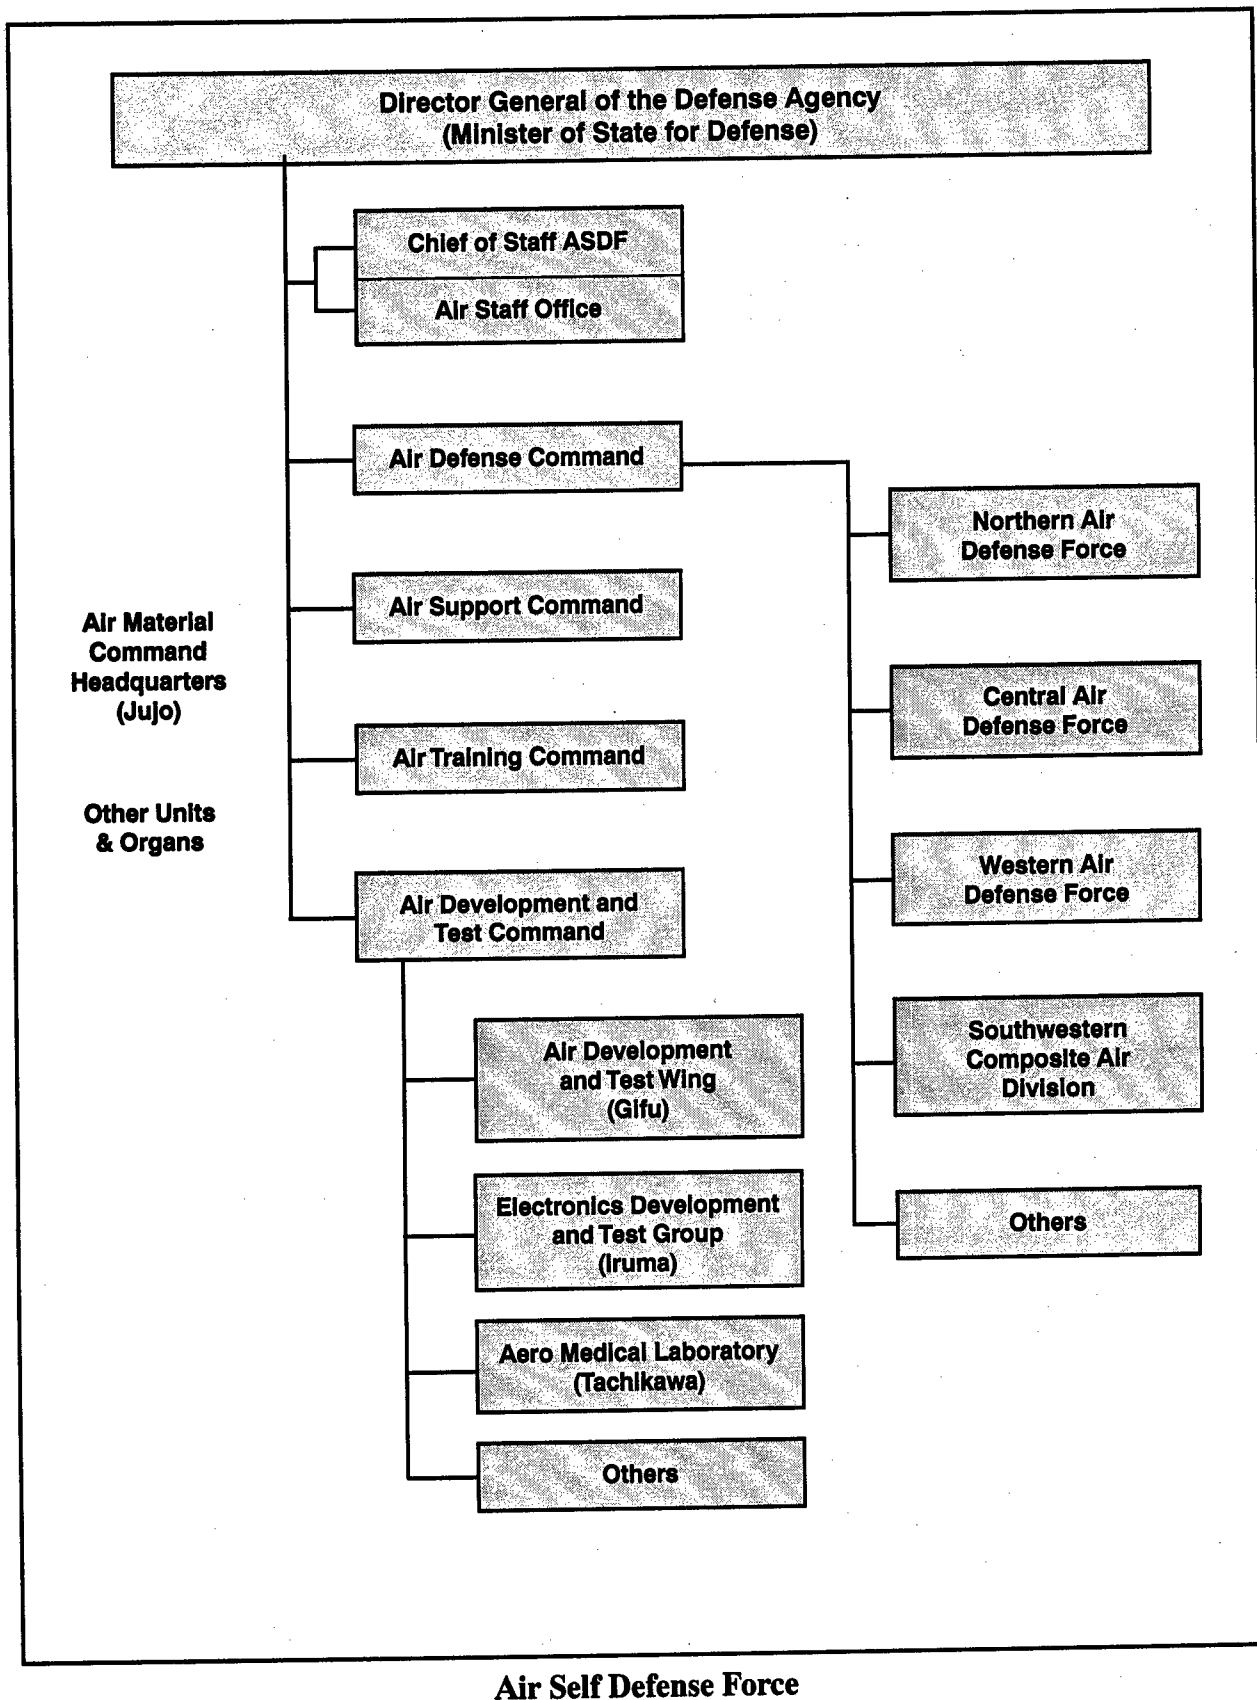 Director General of the Defense Agency
(Minister of State for Defense)
Chief of Staff ASDF
Air Staff Office
Air Defense Command
Northern Air
Defense Force
Air Support Command
Air Material
Command
Headquarters
(Jujo)
Central Air
Defense Force
Air Training Command
Other Units
& Organs
Western Air
Defense Force
Air Development and
Test Command
Southwestern
Composite Air
Division
Air Development
and Test Wing
(Gifu)
Electronics Development
and Test Group
(Iruma)
Others
Aero Medical Laboratory
(Tachikawa)
Others
Air Self Defense Force